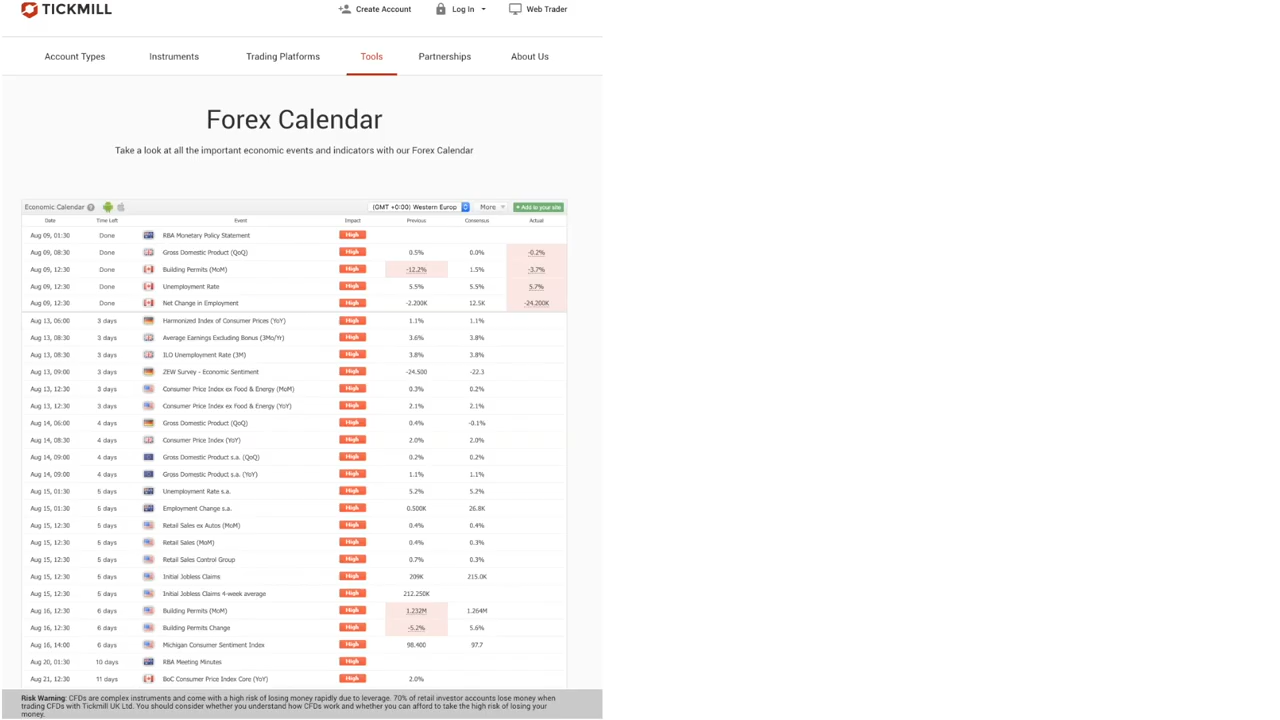 TICKMILL
Create Account Log In Web Trader
Account Types Instruments Trading Platforms Tools Partnerships About Us
Forex Calendar
Take a look at all the important economic events and indicators with our Forex Calendar
Economic Calendar ? (GMT +0:00) Western Europ More + Add to your site
Date Time Left Event Impact Previous Consensus Actual
Aug 09, 01:30 Done RBA Monetary Policy Statement High
Aug 09, 08:30 Done Gross Domestic Product (QoQ) High 0.5% 0.0% -0.2%
Aug 09, 12:30 Done Building Permits (MoM) High -12.2% 1.5% -3.7%
Aug 09, 12:30 Done Unemployment Rate High 5.5% 5.5% 5.7%
Aug 09, 12:30 Done Net Change in Employment High -2.200K 12.5K -24.200K
Aug 13, 06:00 3 days Harmonized Index of Consumer Prices (YoY) High 1.1% 1.1%
Aug 13, 08:30 3 days Average Earnings Excluding Bonus (3Mo/Yr) High 3.6% 3.8%
Aug 13, 08:30 3 days ILO Unemployment Rate (3M) High 3.8% 3.8%
Aug 13, 09:00 3 days ZEW Survey - Economic Sentiment High -24.500 -22.3
Aug 13, 12:30 3 days Consumer Price Index ex Food & Energy (MoM) High 0.3% 0.2%
Aug 13, 12:30 3 days Consumer Price Index ex Food & Energy (YoY) High 2.1% 2.1%
Aug 14, 06:00 4 days Gross Domestic Product (QoQ) High 0.4% -0.1%
Aug 14, 08:30 4 days Consumer Price Index (YoY) High 2.0% 2.0%
Aug 14, 09:00 4 days Gross Domestic Product s.a. (QoQ) High 0.2% 0.2%
Aug 14, 09:00 4 days Gross Domestic Product s.a. (YoY) High 1.1% 1.1%
Aug 15, 01:30 5 days Unemployment Rate s.a. High 5.2% 5.2%
Aug 15, 01:30 5 days Employment Change s.a. High 0.500K 26.8K
Aug 15, 12:30 5 days Retail Sales ex Autos (MoM) High 0.4% 0.4%
Aug 15, 12:30 5 days Retail Sales (MoM) High 0.4% 0.3%
Aug 15, 12:30 5 days Retail Sales Control Group High 0.7% 0.3%
Aug 15, 12:30 5 days Initial Jobless Claims High 209K 215.0K
Aug 15, 12:30 5 days Initial Jobless Claims 4-week average High 212.250K
Aug 16, 12:30 6 days Building Permits (MoM) High 1.232M 1.264M
Aug 16, 12:30 6 days Building Permits Change High -5.2% 5.6%
Aug 16, 14:00 6 days Michigan Consumer Sentiment Index High 98.400 97.7
Aug 20, 01:30 10 days RBA Meeting Minutes High
Aug 21, 12:30 11 days BoC Consumer Price Index Core (YoY) High 2.0%
Risk Warning: CFDs are complex instruments and come with a high risk of losing money rapidly due to leverage. 70% of retail investor accounts lose money when
trading CFDs with Tickmill UK Ltd. You should consider whether you understand how CFDs work and whether you can afford to take the high risk of losing your
money.